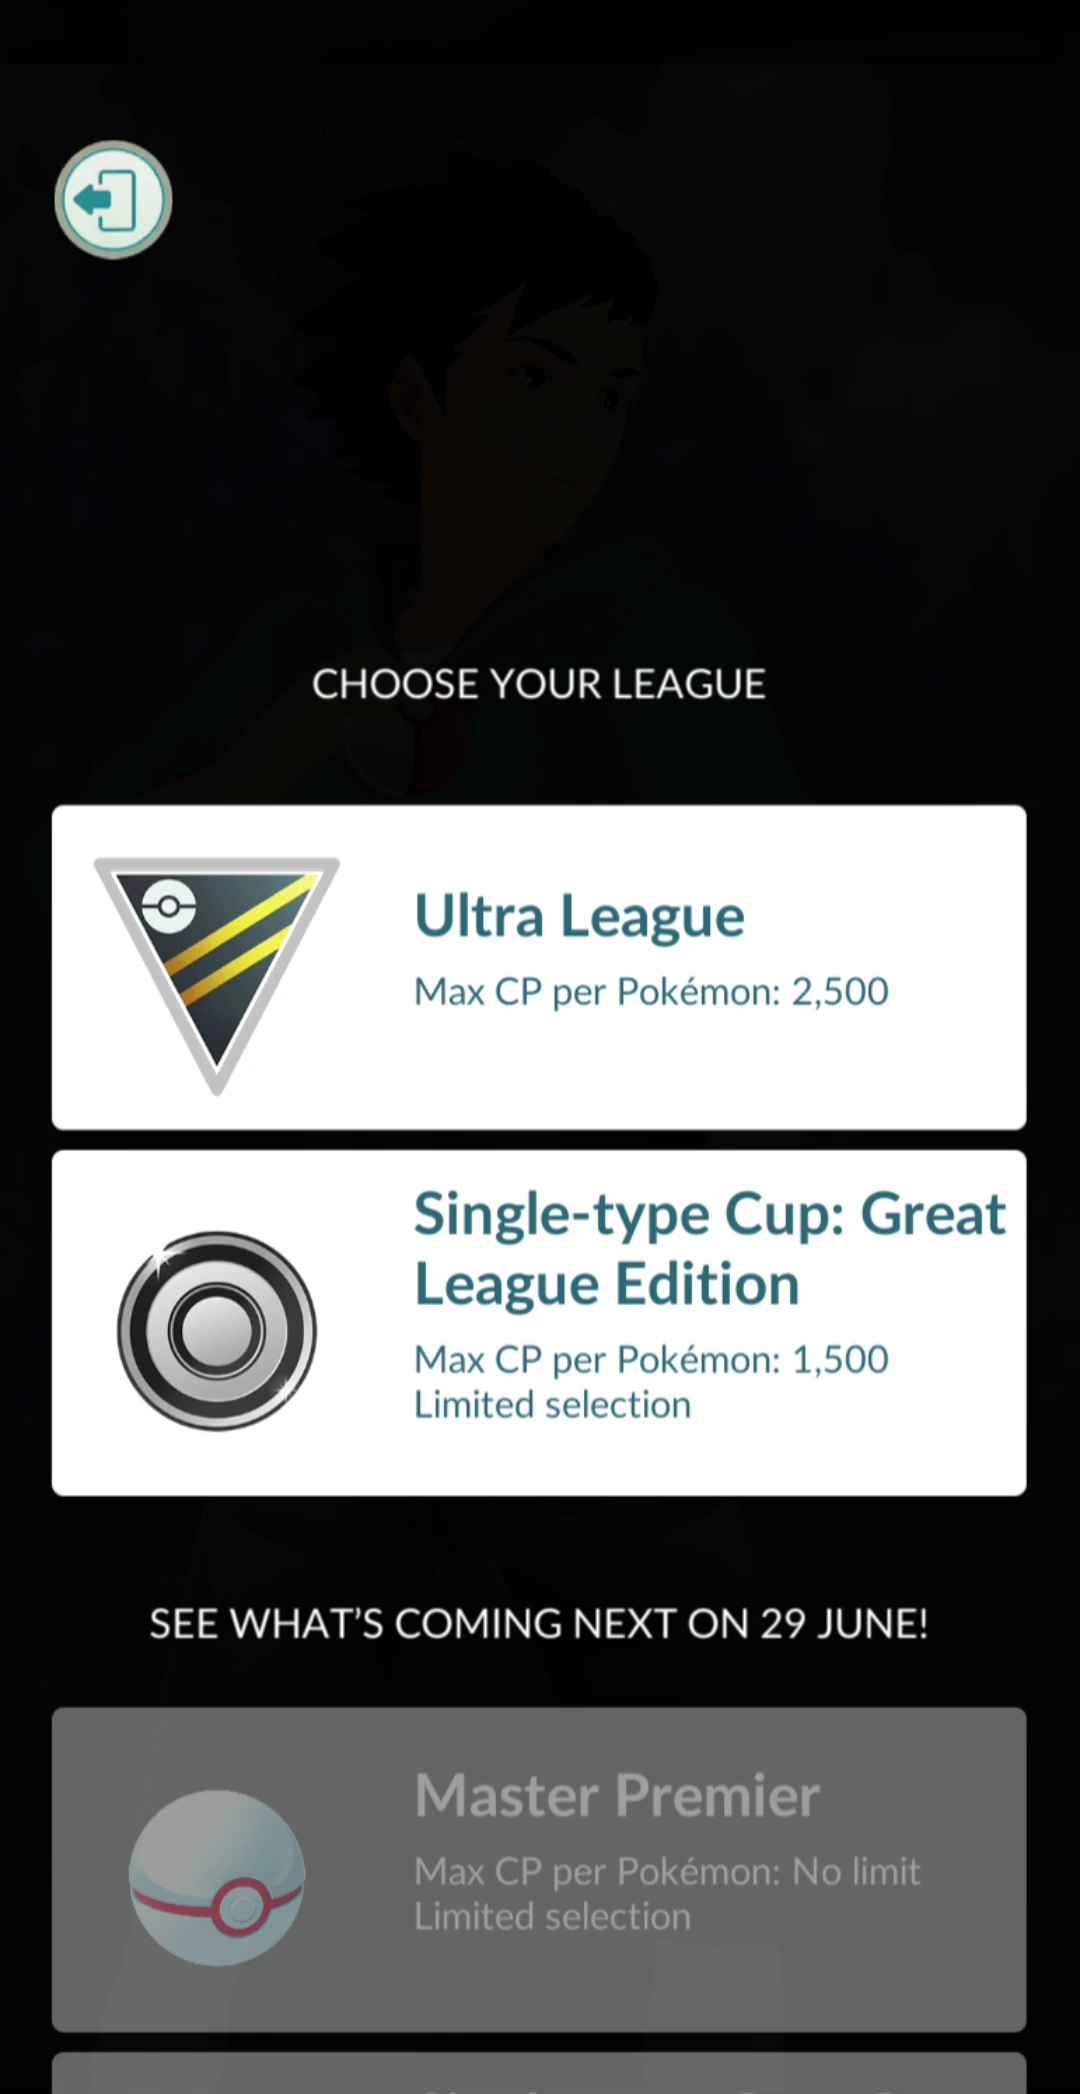 CHOOSE YOUR LEAGUE
Ultra League
Max CP per Pokémon: 2,500
Single-type Cup: Great
League Edition
Max CP per Pokémon: 1,500
Limited selection
SEE WHAT'S COMING NEXT ON 29 JUNE!
Master Premier
Max CP per Pokémon: No limit
Limited selection